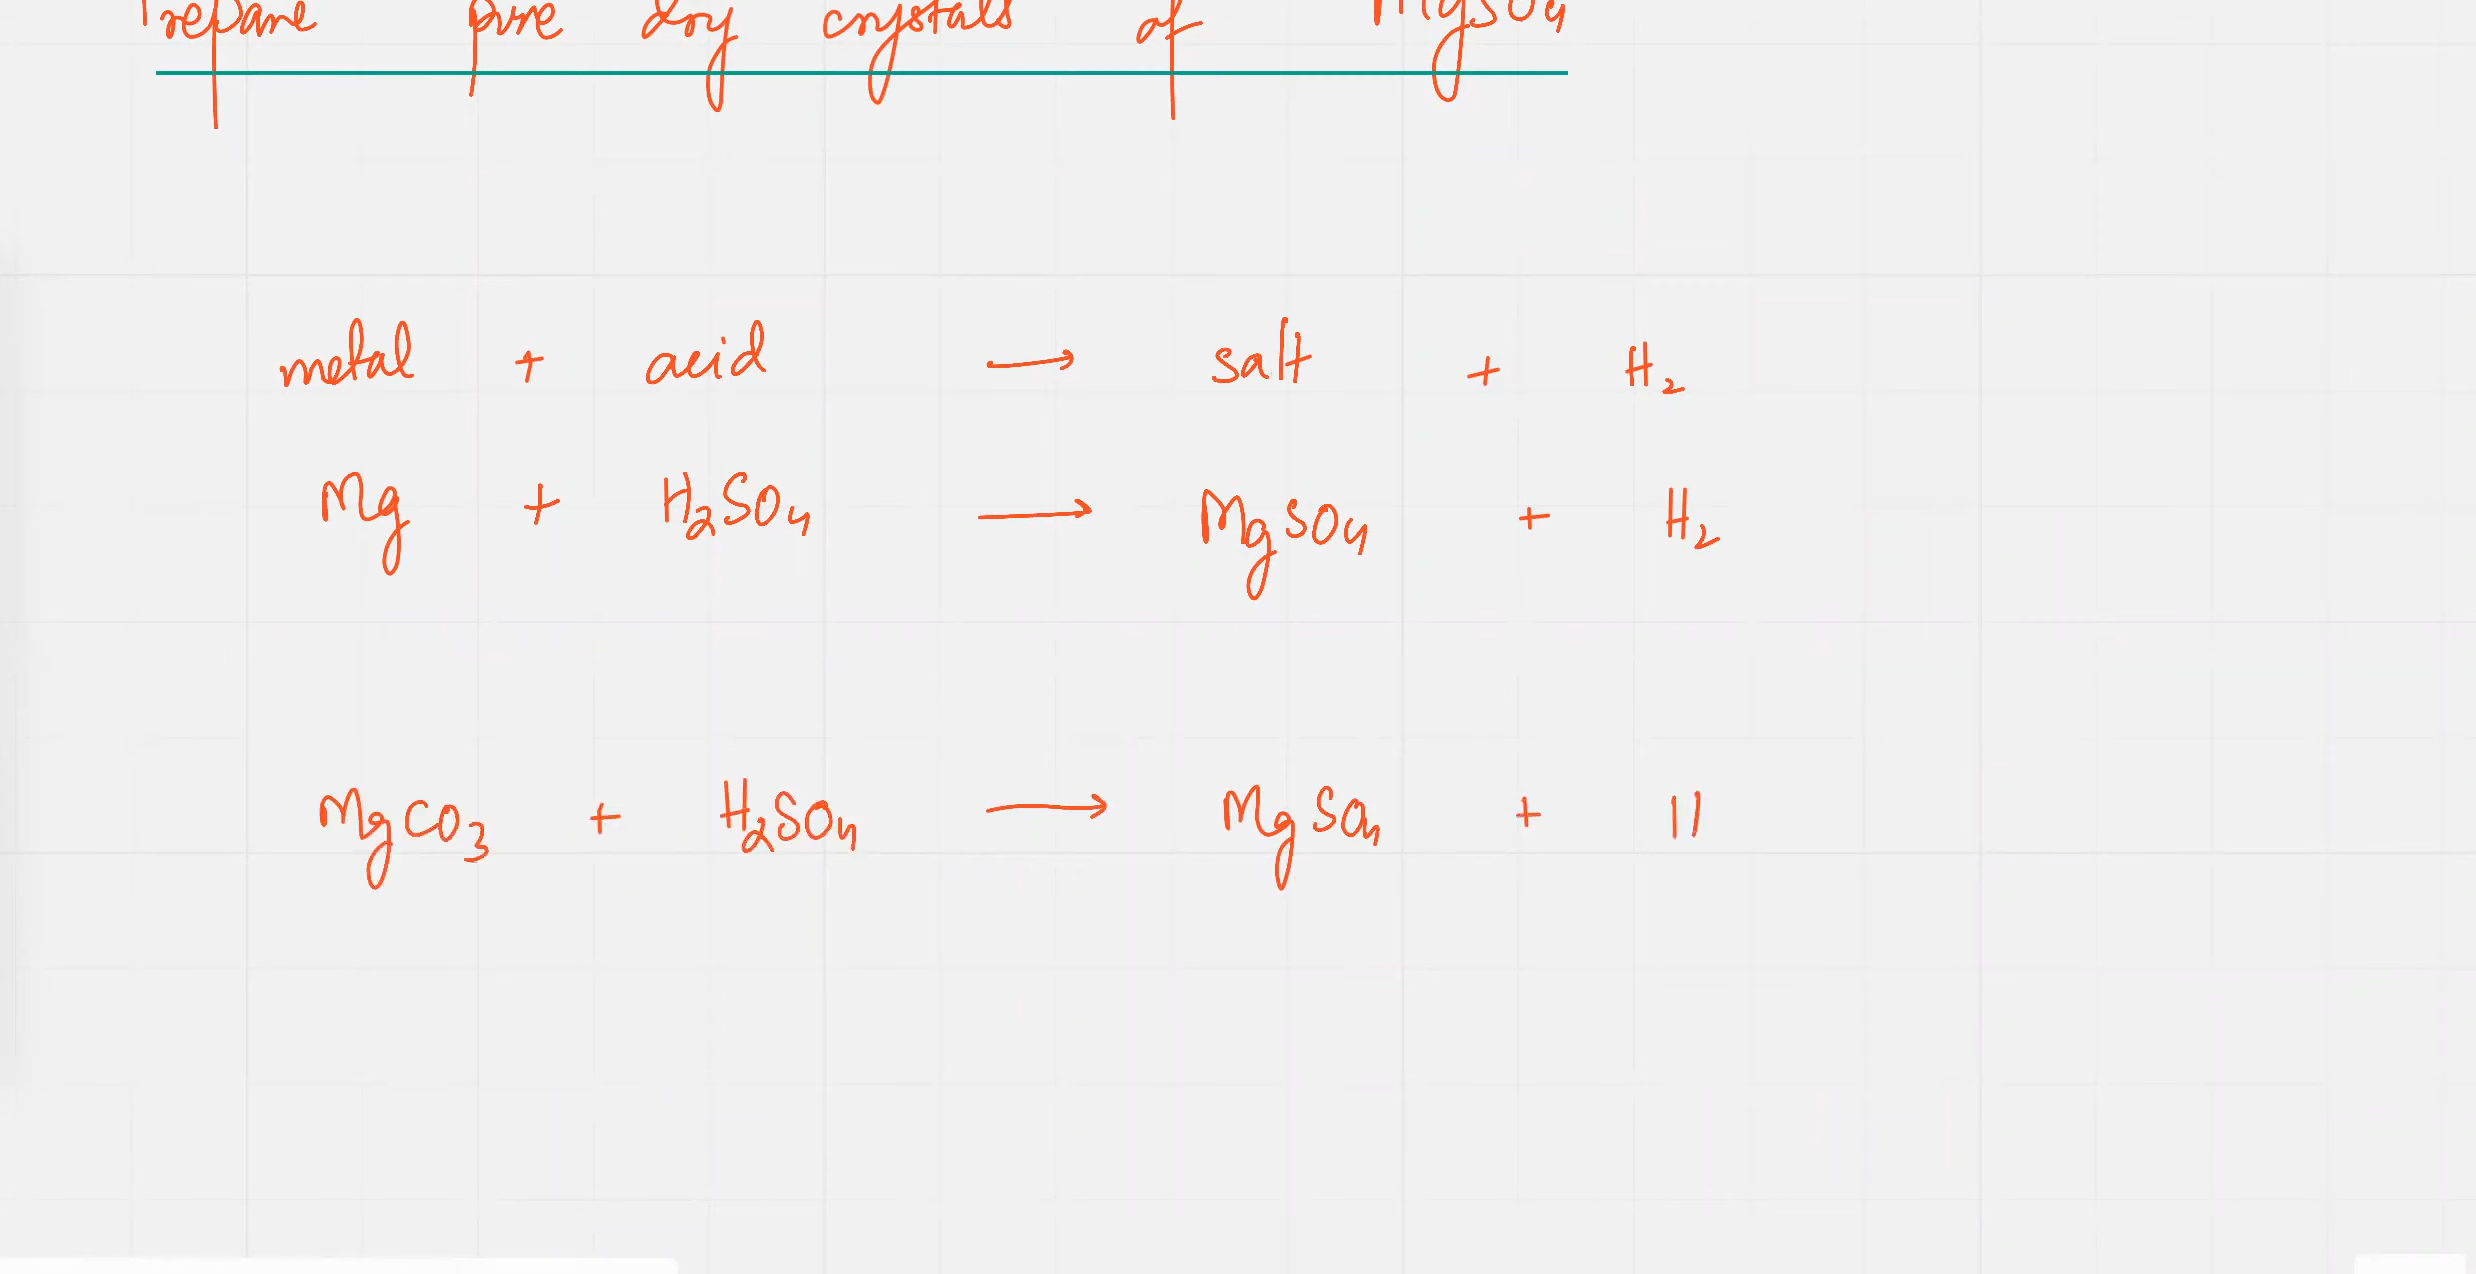 Prepare pure dry crystals of MgSO4
metal + acid → salt + H2
Mg + H2SO4 → MgSO4 + H2
MgCO3 + H2SO4 → MgSO4 +